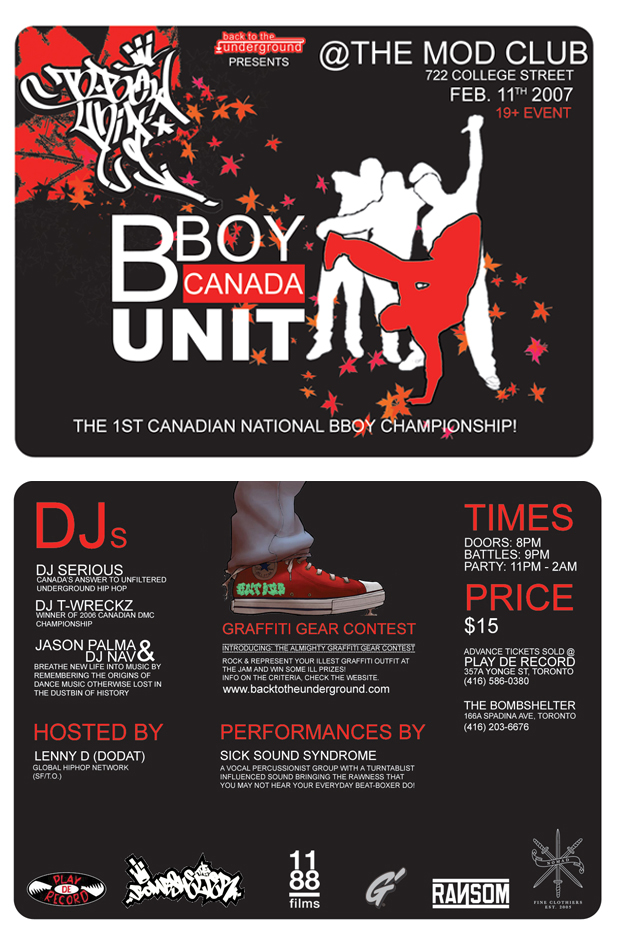 back to the
underground
PRESENTS
@THE MOD CLUB
722 COLLEGE STREET
FEB. 11TH 2007
19+ EVENT
BBOY
CANADA
UNIT
THE 1ST CANADIAN NATIONAL BBOY CHAMPIONSHIP!
DJs
DJ SERIOUS
CANADA'S ANSWER TO UNFILTERED
UNDERGROUND HIP HOP
DJ T-WRECKZ
WINNER OF 2006 CANADIAN DMC
CHAMPIONSHIP
JASON PALMA &
DJ NAV
BREATHE NEW LIFE INTO MUSIC BY
REMEMBERING THE ORIGINS OF
DANCE MUSIC OTHERWISE LOST IN
THE DUSTBIN OF HISTORY
HOSTED BY
LENNY D (DODAT)
GLOBAL HIPHOP NETWORK
(SF/T.O.)
GRAFFITI GEAR CONTEST
INTRODUCING: THE ALMIGHTY GRAFFITI GEAR CONTEST
ROCK & REPRESENT YOUR ILLEST GRAFFITI OUTFIT AT
THE JAM AND WIN SOME ILL PRIZES!
INFO ON THE CRITERIA, CHECK THE WEBSITE.
www.backtotheunderground.com
PERFORMANCES BY
SICK SOUND SYNDROME
A VOCAL PERCUSSIONIST GROUP WITH A TURNTABLIST
INFLUENCED SOUND BRINGING THE RAWNESS THAT
YOU MAY NOT HEAR YOUR EVERYDAY BEAT-BOXER DO!
TIMES
DOORS: 8PM
BATTLES: 9PM
PARTY: 11PM - 2AM
PRICE
$15
ADVANCE TICKETS SOLD @
PLAY DE RECORD
357A YONGE ST, TORONTO
(416) 586-0380
THE BOMBSHELTER
166A SPADINA AVE, TORONTO
(416) 203-6676
PLAY
DE
RECORD
11
88
films
G'
RANSOM
NOMAD
FINE CLOTHIERS
EST. 2003